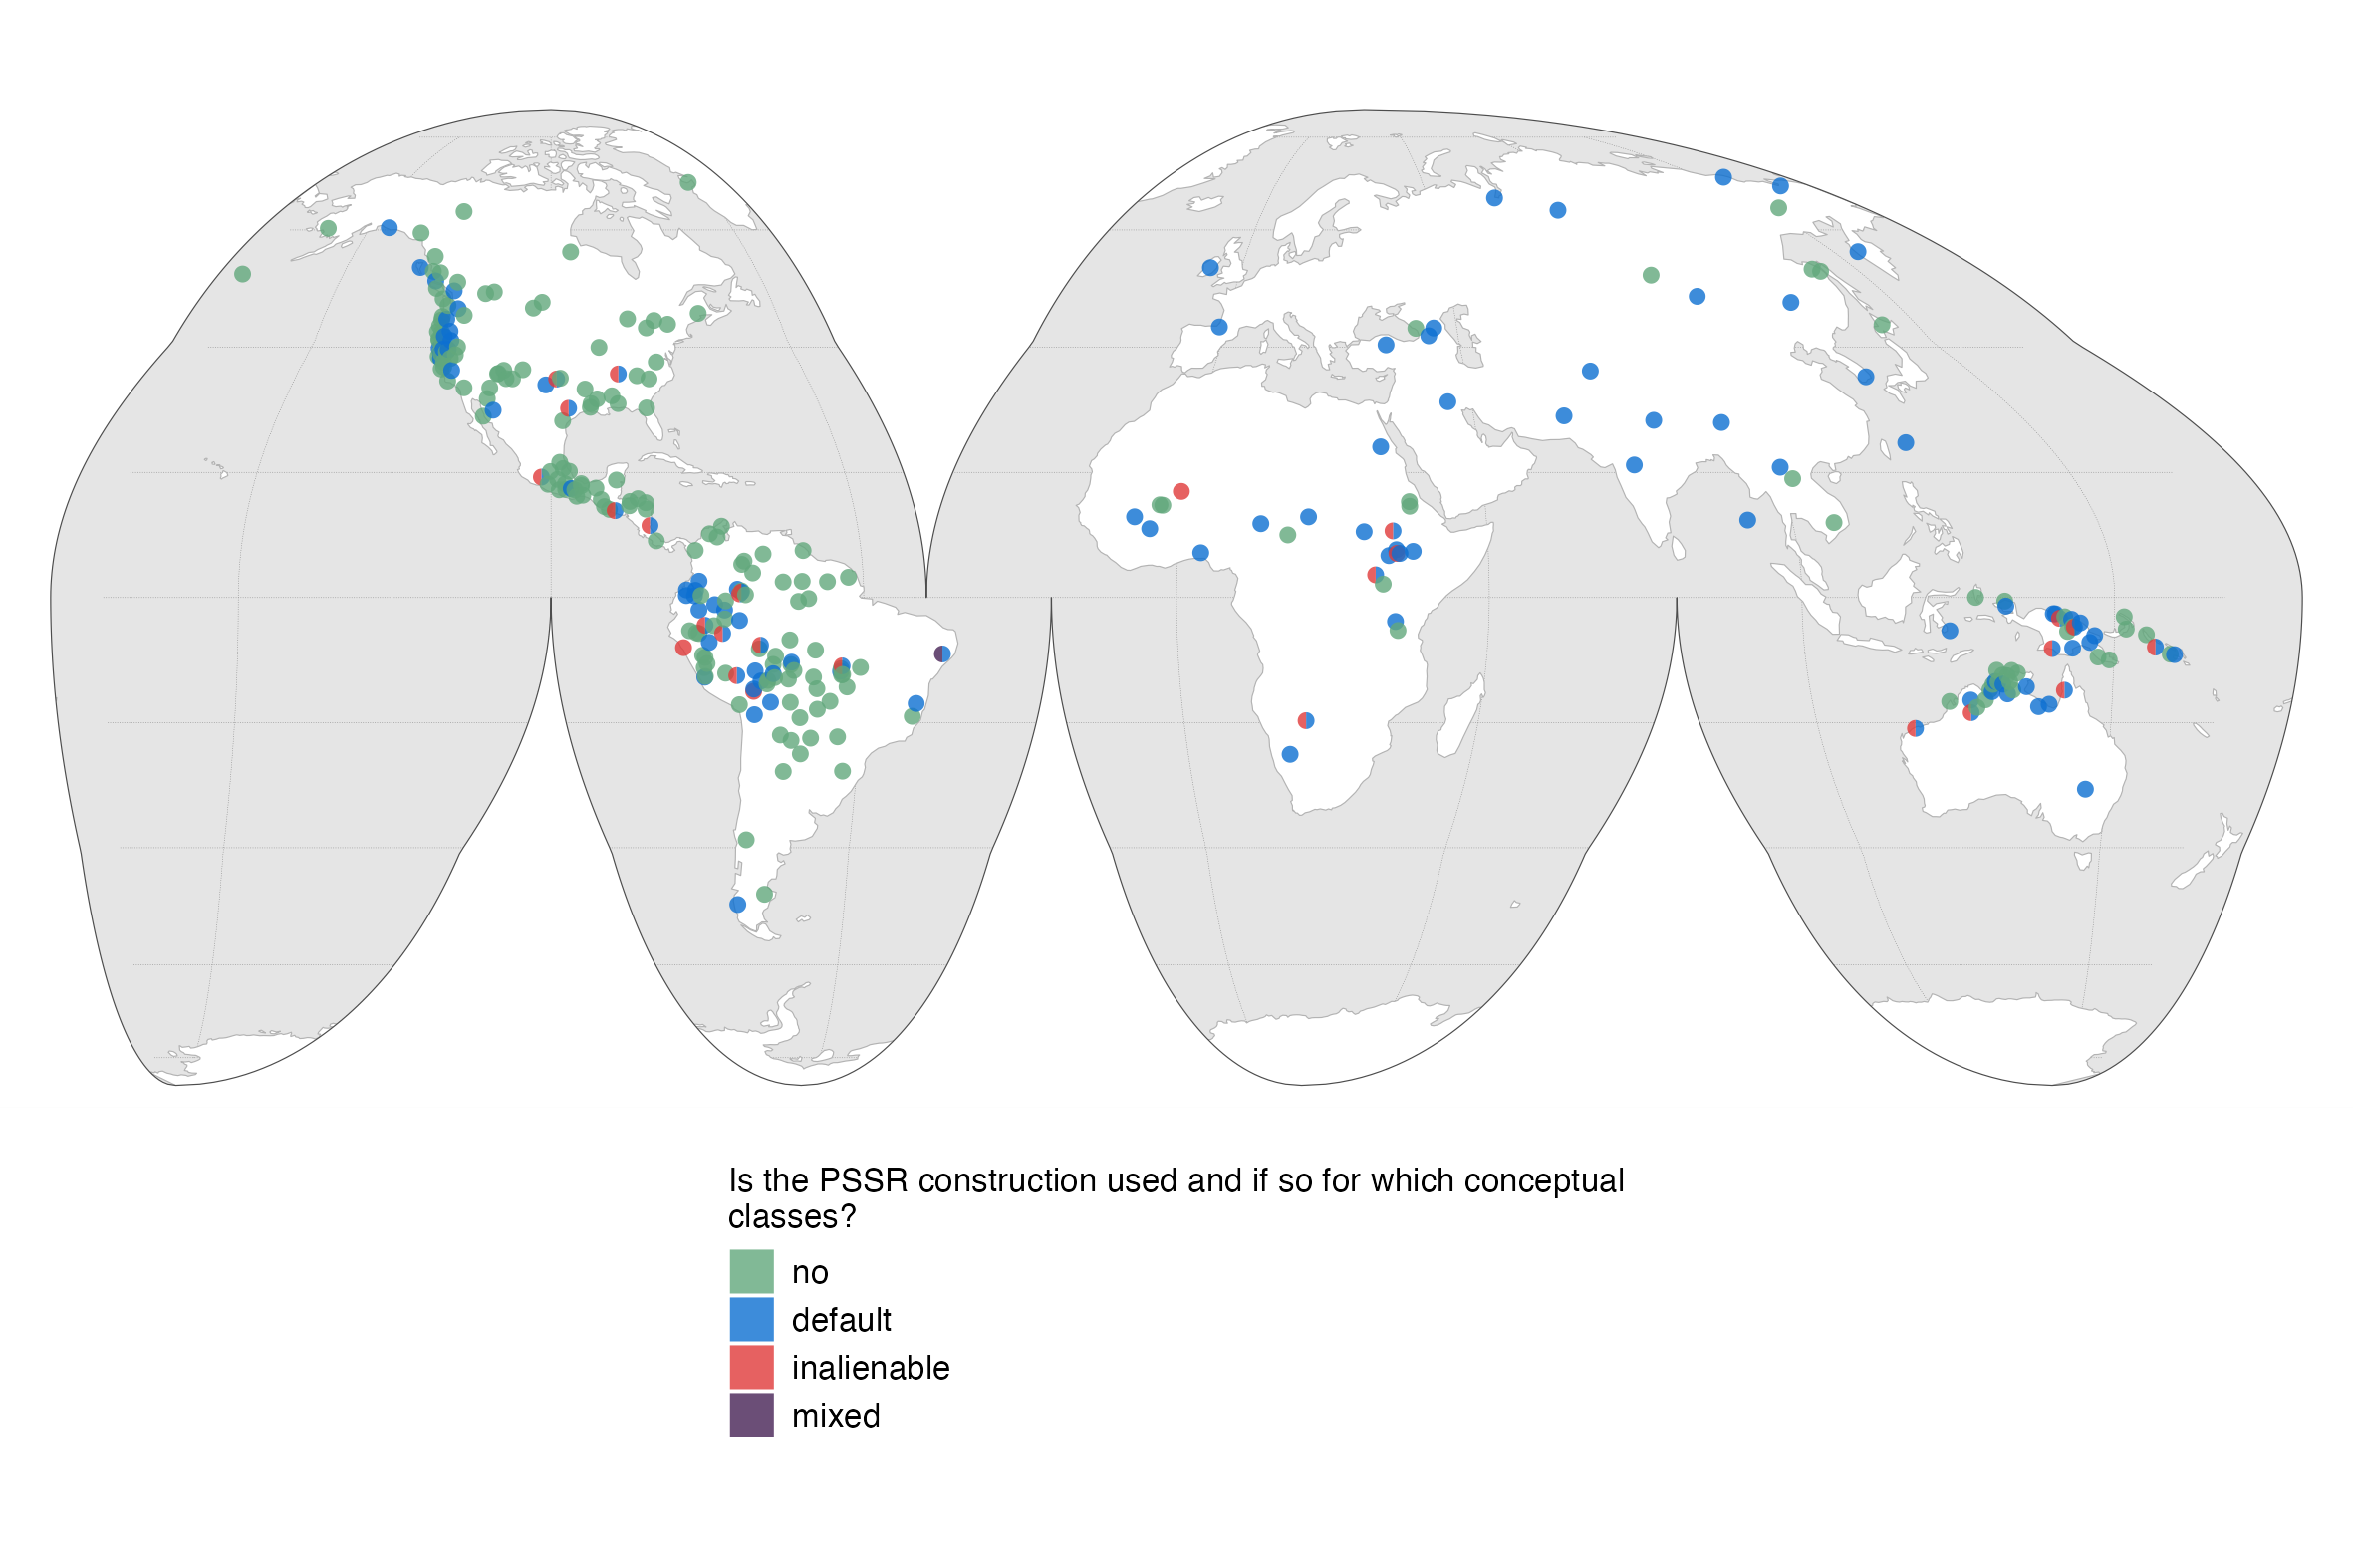 Is the PSSR construction used and if so for which conceptual
classes?
no
default
inalienable
mixed